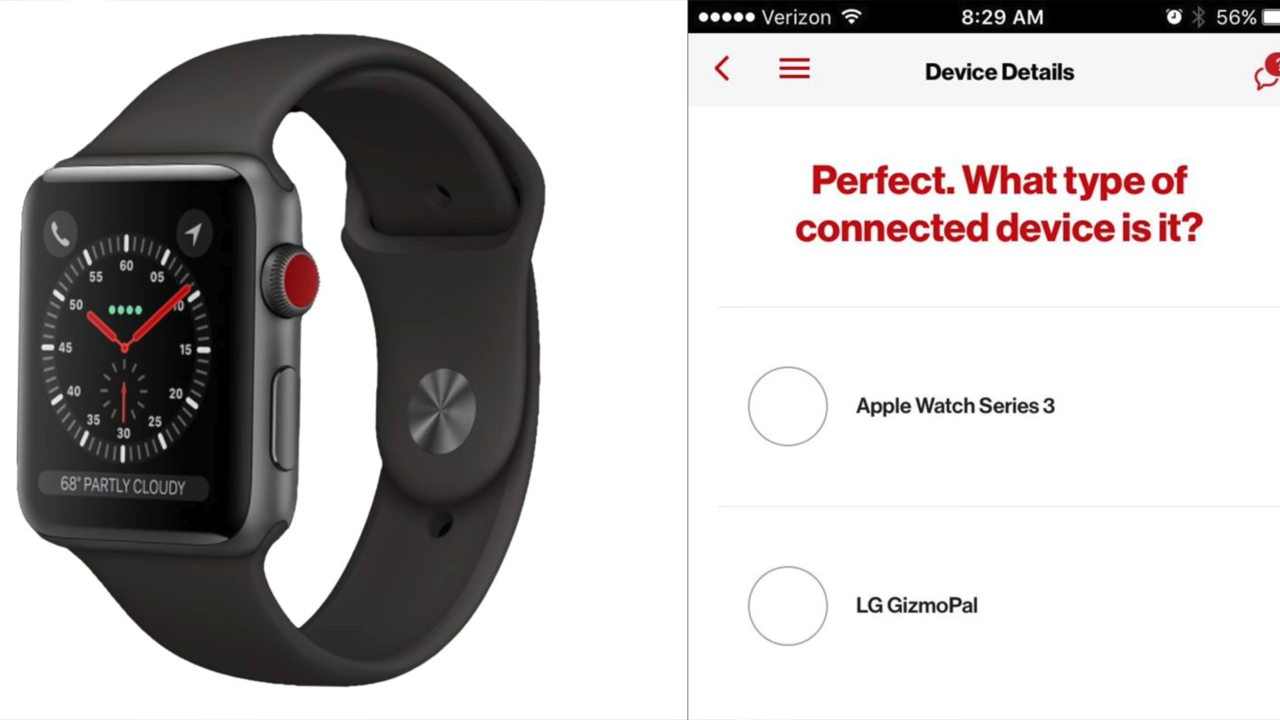 60
55
05
50
10
45
15
40
20
35
25
30
68° PARTLY CLOUDY
Verizon
8:29 AM
56%
Device Details
?
Perfect. What type of
connected device is it?
Apple Watch Series 3
LG GizmoPal